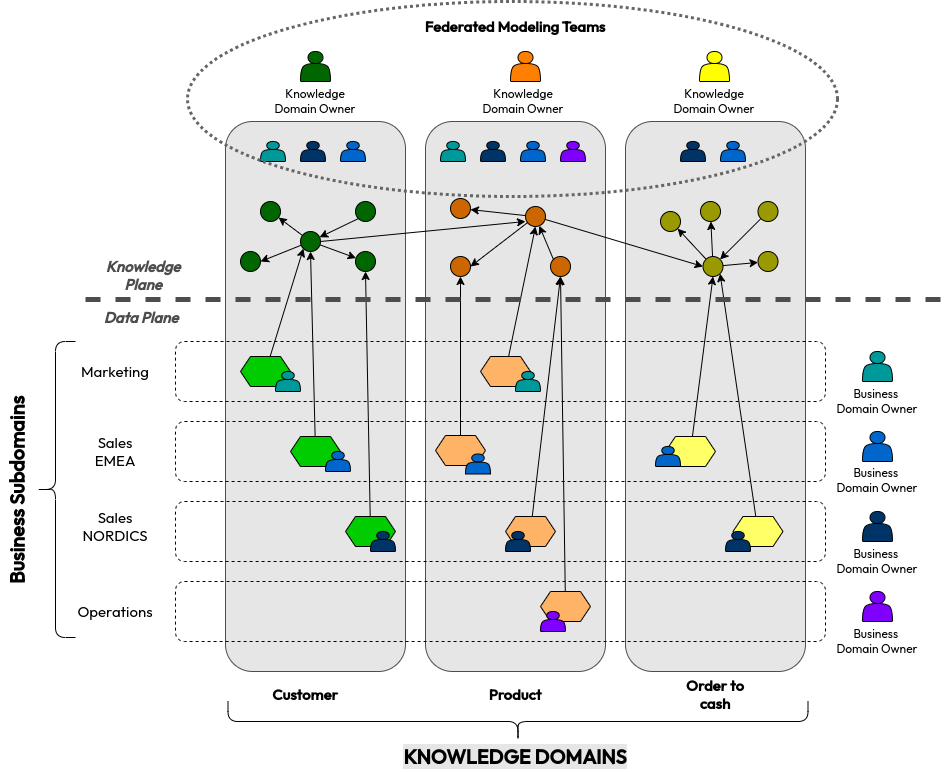 Federated Modeling Teams
Knowledge
Domain Owner
Knowledge
Domain Owner
Knowledge
Domain Owner
Knowledge
Plane
Data Plane
Business Subdomains
Marketing
Business
Domain Owner
Sales
EMEA
Business
Domain Owner
Sales
NORDICS
Business
Domain Owner
Operations
Business
Domain Owner
Customer
Product
Order to
cash
KNOWLEDGE DOMAINS